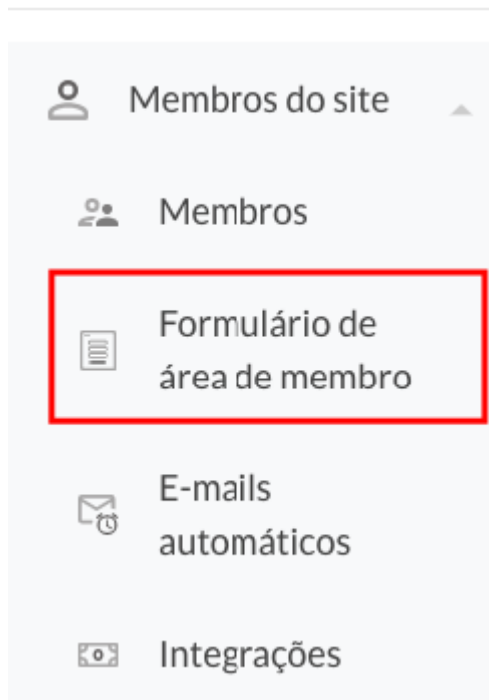 Membros do site
Membros
Formulário de
área de membro
E-mails
automáticos
Integrações